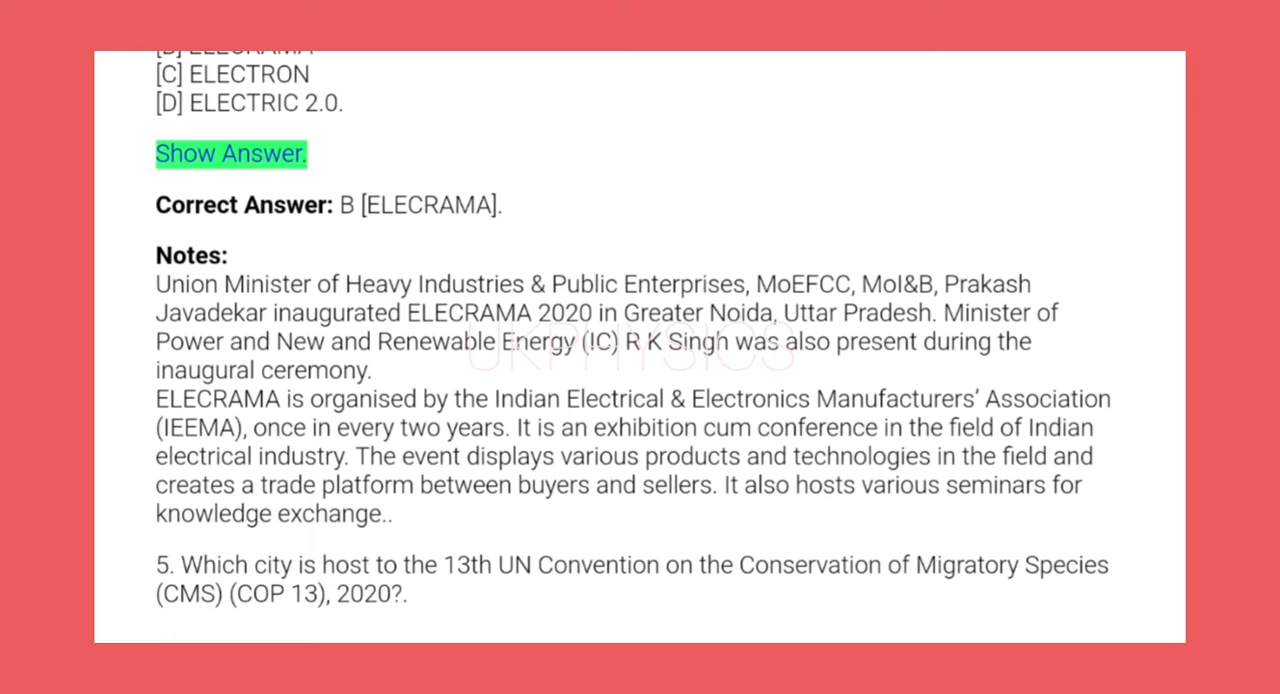 [B] ELECRAMA
[C] ELECTRON
[D] ELECTRIC 2.0.
Show Answer.
Correct Answer: B [ELECRAMA].
Notes:
Union Minister of Heavy Industries & Public Enterprises, MoEFCC, MoI&B, Prakash
Javadekar inaugurated ELECRAMA 2020 in Greater Noida, Uttar Pradesh. Minister of
Power and New and Renewable Energy (IC) R K Singh was also present during the
inaugural ceremony.
ELECRAMA is organised by the Indian Electrical & Electronics Manufacturers’ Association
(IEEMA), once in every two years. It is an exhibition cum conference in the field of Indian
electrical industry. The event displays various products and technologies in the field and
creates a trade platform between buyers and sellers. It also hosts various seminars for
knowledge exchange..
5. Which city is host to the 13th UN Convention on the Conservation of Migratory Species
(CMS) (COP 13), 2020?.
UKPHYSICS